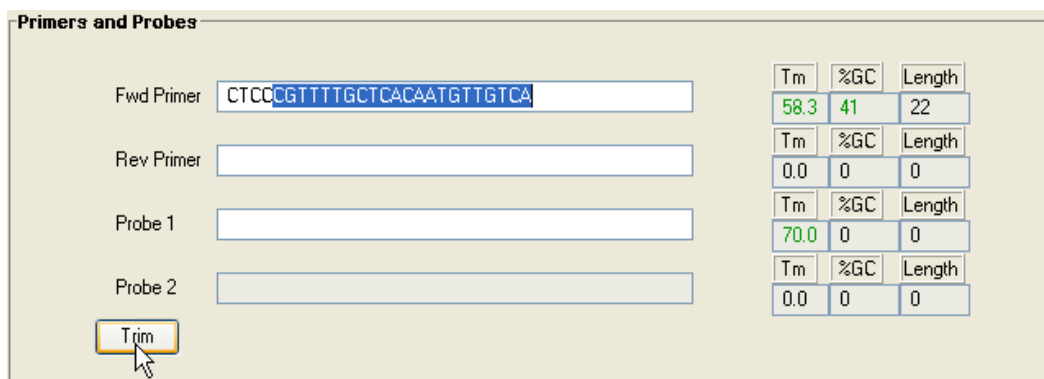 Primers and Probes
Tm %GC Length
Fwd Primer CTCCCGTTTTGCTCACAATGTTGTCA 58.3 41 22
Tm %GC Length
Rev Primer 0.0 0 0
Tm %GC Length
Probe 1 70.0 0 0
Tm %GC Length
Probe 2 0.0 0 0
Trim